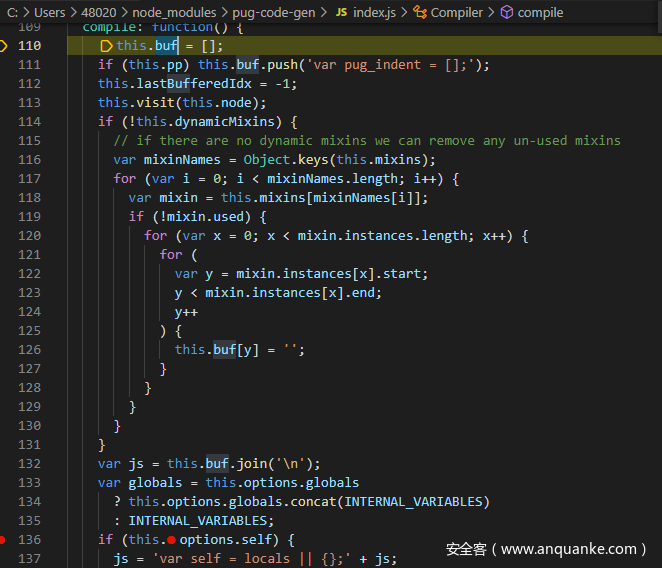 C: > Users > 48020 > node_modules > pug-code-gen > JS index.js > Compiler > compile
109 compile: function() {
110 this.buf = [];
111 if (this.pp) this.buf.push('var pug_indent = [];');
112 this.lastBufferedIdx = -1;
113 this.visit(this.node);
114 if (!this.dynamicMixins) {
115 // if there are no dynamic mixins we can remove any un-used mixins
116 var mixinNames = Object.keys(this.mixins);
117 for (var i = 0; i < mixinNames.length; i++) {
118 var mixin = this.mixins[mixinNames[i]];
119 if (!mixin.used) {
120 for (var x = 0; x < mixin.instances.length; x++) {
121 for (
122 var y = mixin.instances[x].start;
123 y < mixin.instances[x].end;
124 y++
125 ) {
126 this.buf[y] = '';
127 }
128 }
129 }
130 }
131 }
132 var js = this.buf.join('\n');
133 var globals = this.options.globals
134 ? this.options.globals.concat(INTERNAL_VARIABLES)
135 : INTERNAL_VARIABLES;
136 if (this.options.self) {
137 js = 'var self = locals || {};' + js;
安全客（www.anquanke.com）